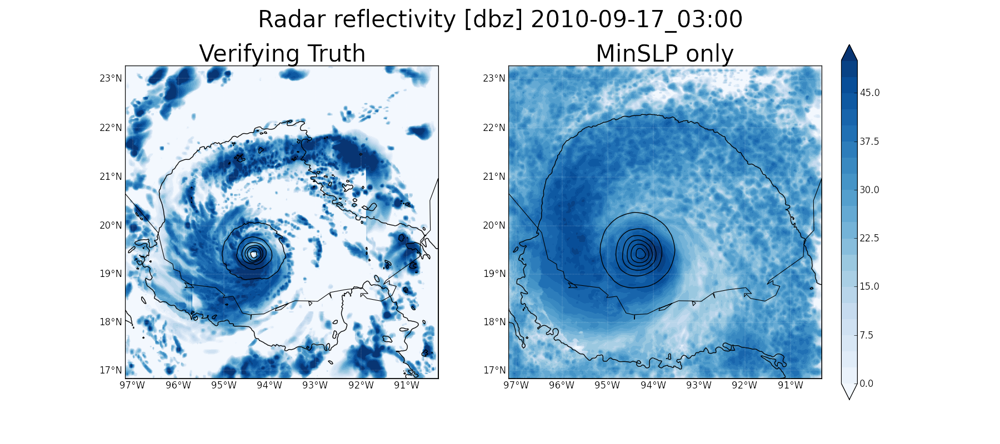 Radar reflectivity [dbz] 2010-09-17_03:00
Verifying Truth
MinSLP only
23°N
22°N
21°N
20°N
19°N
18°N
17°N
97°W 96°W 95°W 94°W 93°W 92°W 91°W
23°N
22°N
21°N
20°N
19°N
18°N
17°N
97°W 96°W 95°W 94°W 93°W 92°W 91°W
45.0
37.5
30.0
22.5
15.0
7.5
0.0